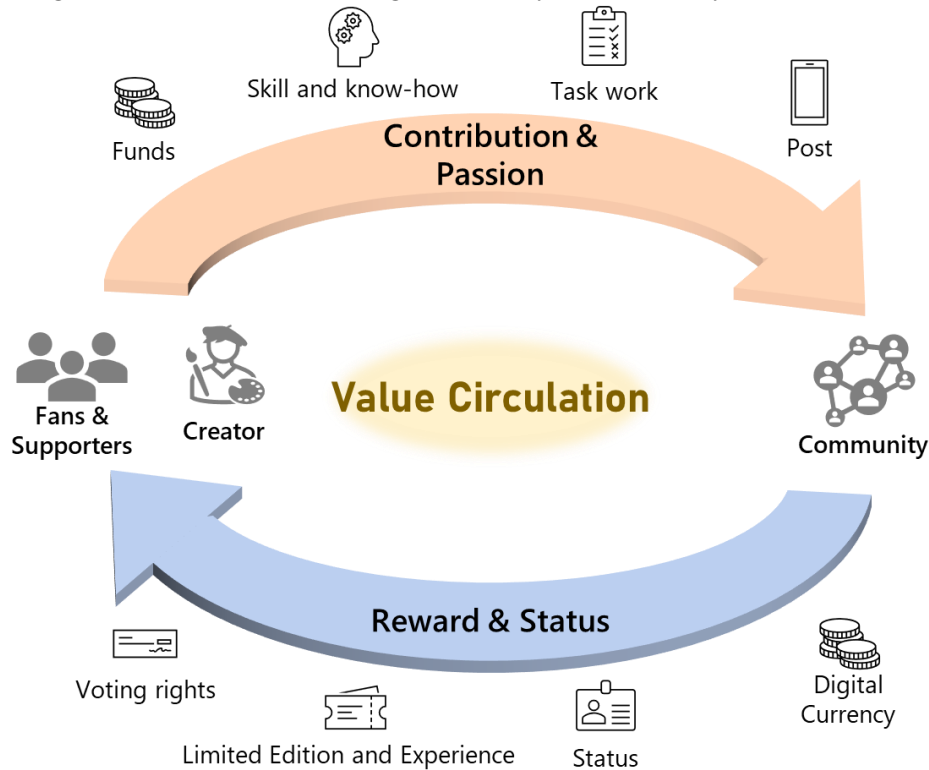 Skill and know-how
Task work
Funds
Post
Contribution &
Passion
Fans &
Supporters
Creator
Value Circulation
Community
Reward & Status
Voting rights
Limited Edition and Experience
Status
Digital
Currency